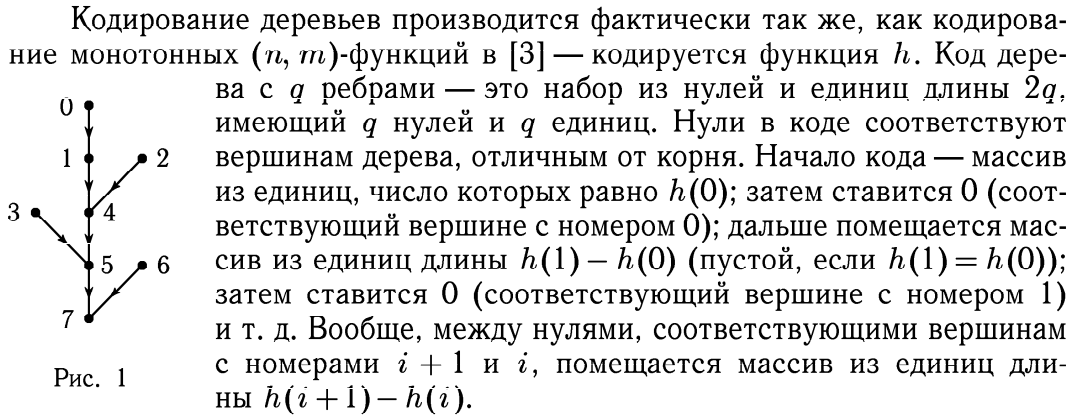 Кодирование деревьев производится фактически так же, как кодирова-
ние монотонных (n, m)-функций в [3] — кодируется функция h. Код дере-
ва с q ребрами — это набор из нулей и единиц длины 2q,
имеющий q нулей и q единиц. Нули в коде соответствуют
вершинам дерева, отличным от корня. Начало кода — массив
из единиц, число которых равно h(0); затем ставится 0 (соот-
ветствующий вершине с номером 0); дальше помещается мас-
сив из единиц длины h(1) – h(0) (пустой, если h(1) = h(0));
затем ставится 0 (соответствующий вершине с номером 1)
и т. д. Вообще, между нулями, соответствующими вершинам
с номерами i + 1 и i, помещается массив из единиц дли-
ны h(i + 1) – h(i).
0
1 2
3 4
5 6
7
Рис. 1